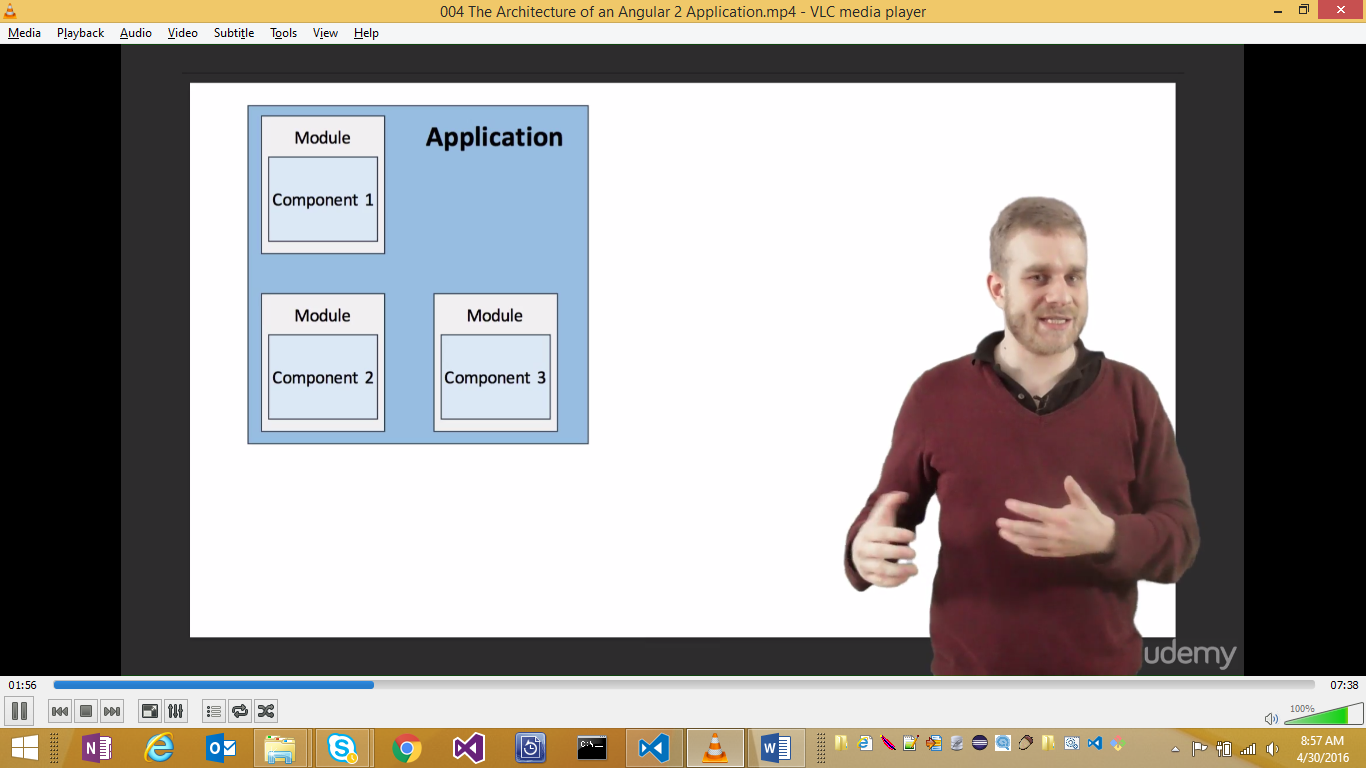 004 The Architecture of an Angular 2 Application.mp4 - VLC media player
Media Playback Audio Video Subtitle Tools View Help
Application
Module
Component 1
Module
Component 2
Module
Component 3
udemy
01:56
07:38
100%
N
O
C:\_
W
8:57 AM
4/30/2016